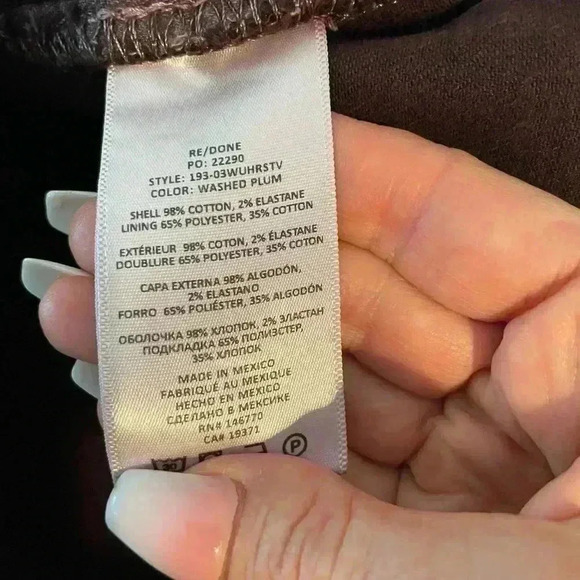 RE/DONE
PO: 22290
STYLE: 193-03WUHRSTV
COLOR: WASHED PLUM
SHELL 98% COTTON, 2% ELASTANE
LINING 65% POLYESTER, 35% COTTON
EXTÉRIEUR 98% COTON, 2% ÉLASTANE
DOUBLURE 65% POLYESTER, 35% COTON
CAPA EXTERNA 98% ALGODÓN,
2% ELASTANO
FORRO 65% POLIÉSTER, 35% ALGODÓN
ОБОЛОЧКА 98% ХЛОПОК, 2% ЭЛАСТАН
ПОДКЛАДКА 65% ПОЛИЭСТЕР,
35% ХЛОПОК
MADE IN MEXICO
FABRIQUÉ AU MEXIQUE
HECHO EN MÉXICO
СДЕЛАНО В МЕКСИКЕ
RN# 146770
CA# 19371
30
P